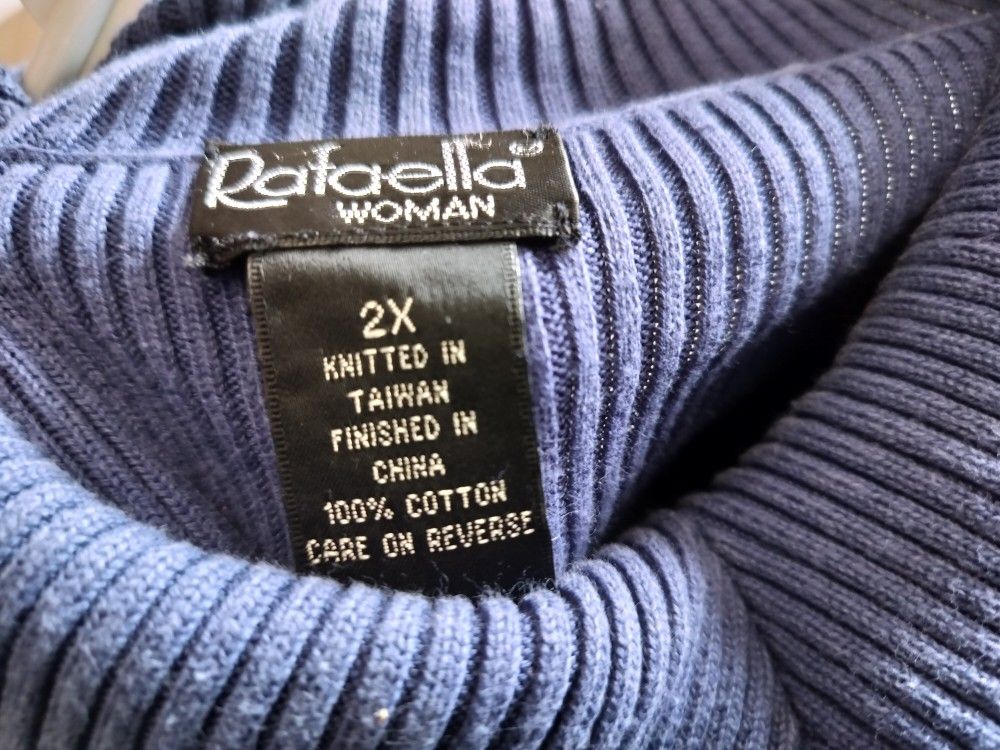 Rafaella
WOMAN
2X
KNITTED IN
TAIWAN
FINISHED IN
CHINA
100% COTTON
CARE ON REVERSE